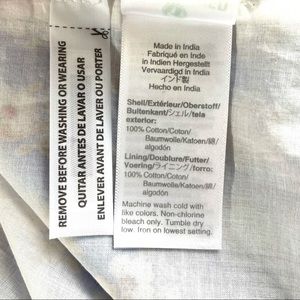 REMOVE BEFORE WASHING OR WEARING
QUITAR ANTES DE LAVAR O USAR
ENLEVER AVANT DE LAVER OU PORTER
Made in India
Fabriqué en Inde
in Indien Hergestellt
Vervaardigd in India
インド製
Hecho en India
Shell/Extérieur/Oberstoff/
Buitenkant/シェル/tela
exterior:
100% Cotton/Coton/
Baumwolle/Katoen/綿/
algodón
Lining/Doublure/Futter/
Voering/ライニング/forro:
100% Cotton/Coton/
Baumwolle/Katoen/綿/
algodón
Machine wash cold with
like colors. Non-chlorine
bleach only. Tumble dry
low. Iron on lowest setting.